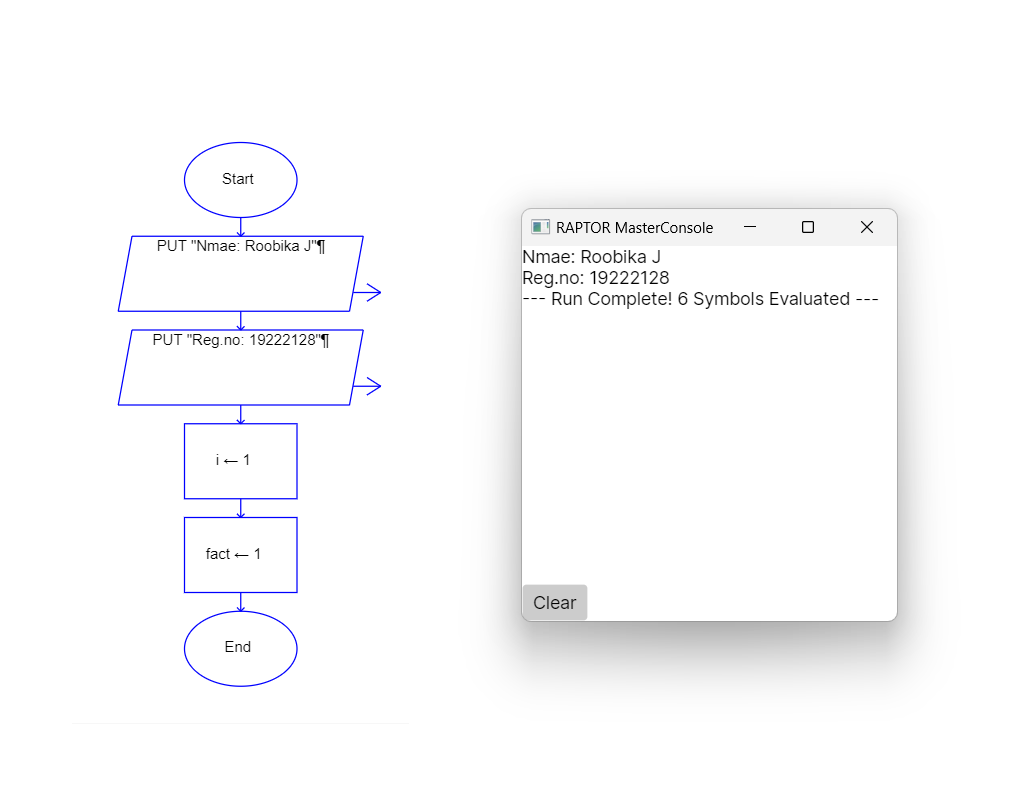 Start
PUT "Nmae: Roobika J"¶
PUT "Reg.no: 19222128"¶
i ← 1
fact ← 1
End
RAPTOR MasterConsole
Nmae: Roobika J
Reg.no: 19222128
--- Run Complete! 6 Symbols Evaluated ---
Clear